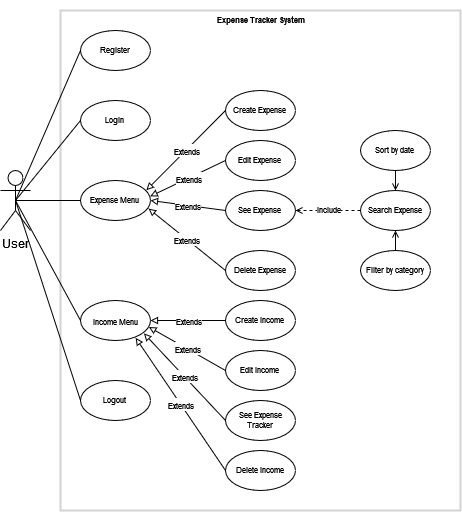 Expense Tracker System
Register
Login
Expense Menu
Income Menu
Logout
User
Create Expense
Edit Expense
See Expense
Delete Expense
Create Income
Edit Income
See Expense
Tracker
Delete Income
Extends
Extends
Extends
Extends
Extends
Extends
Extends
Extends
Include
Sort by date
Search Expense
Filter by category